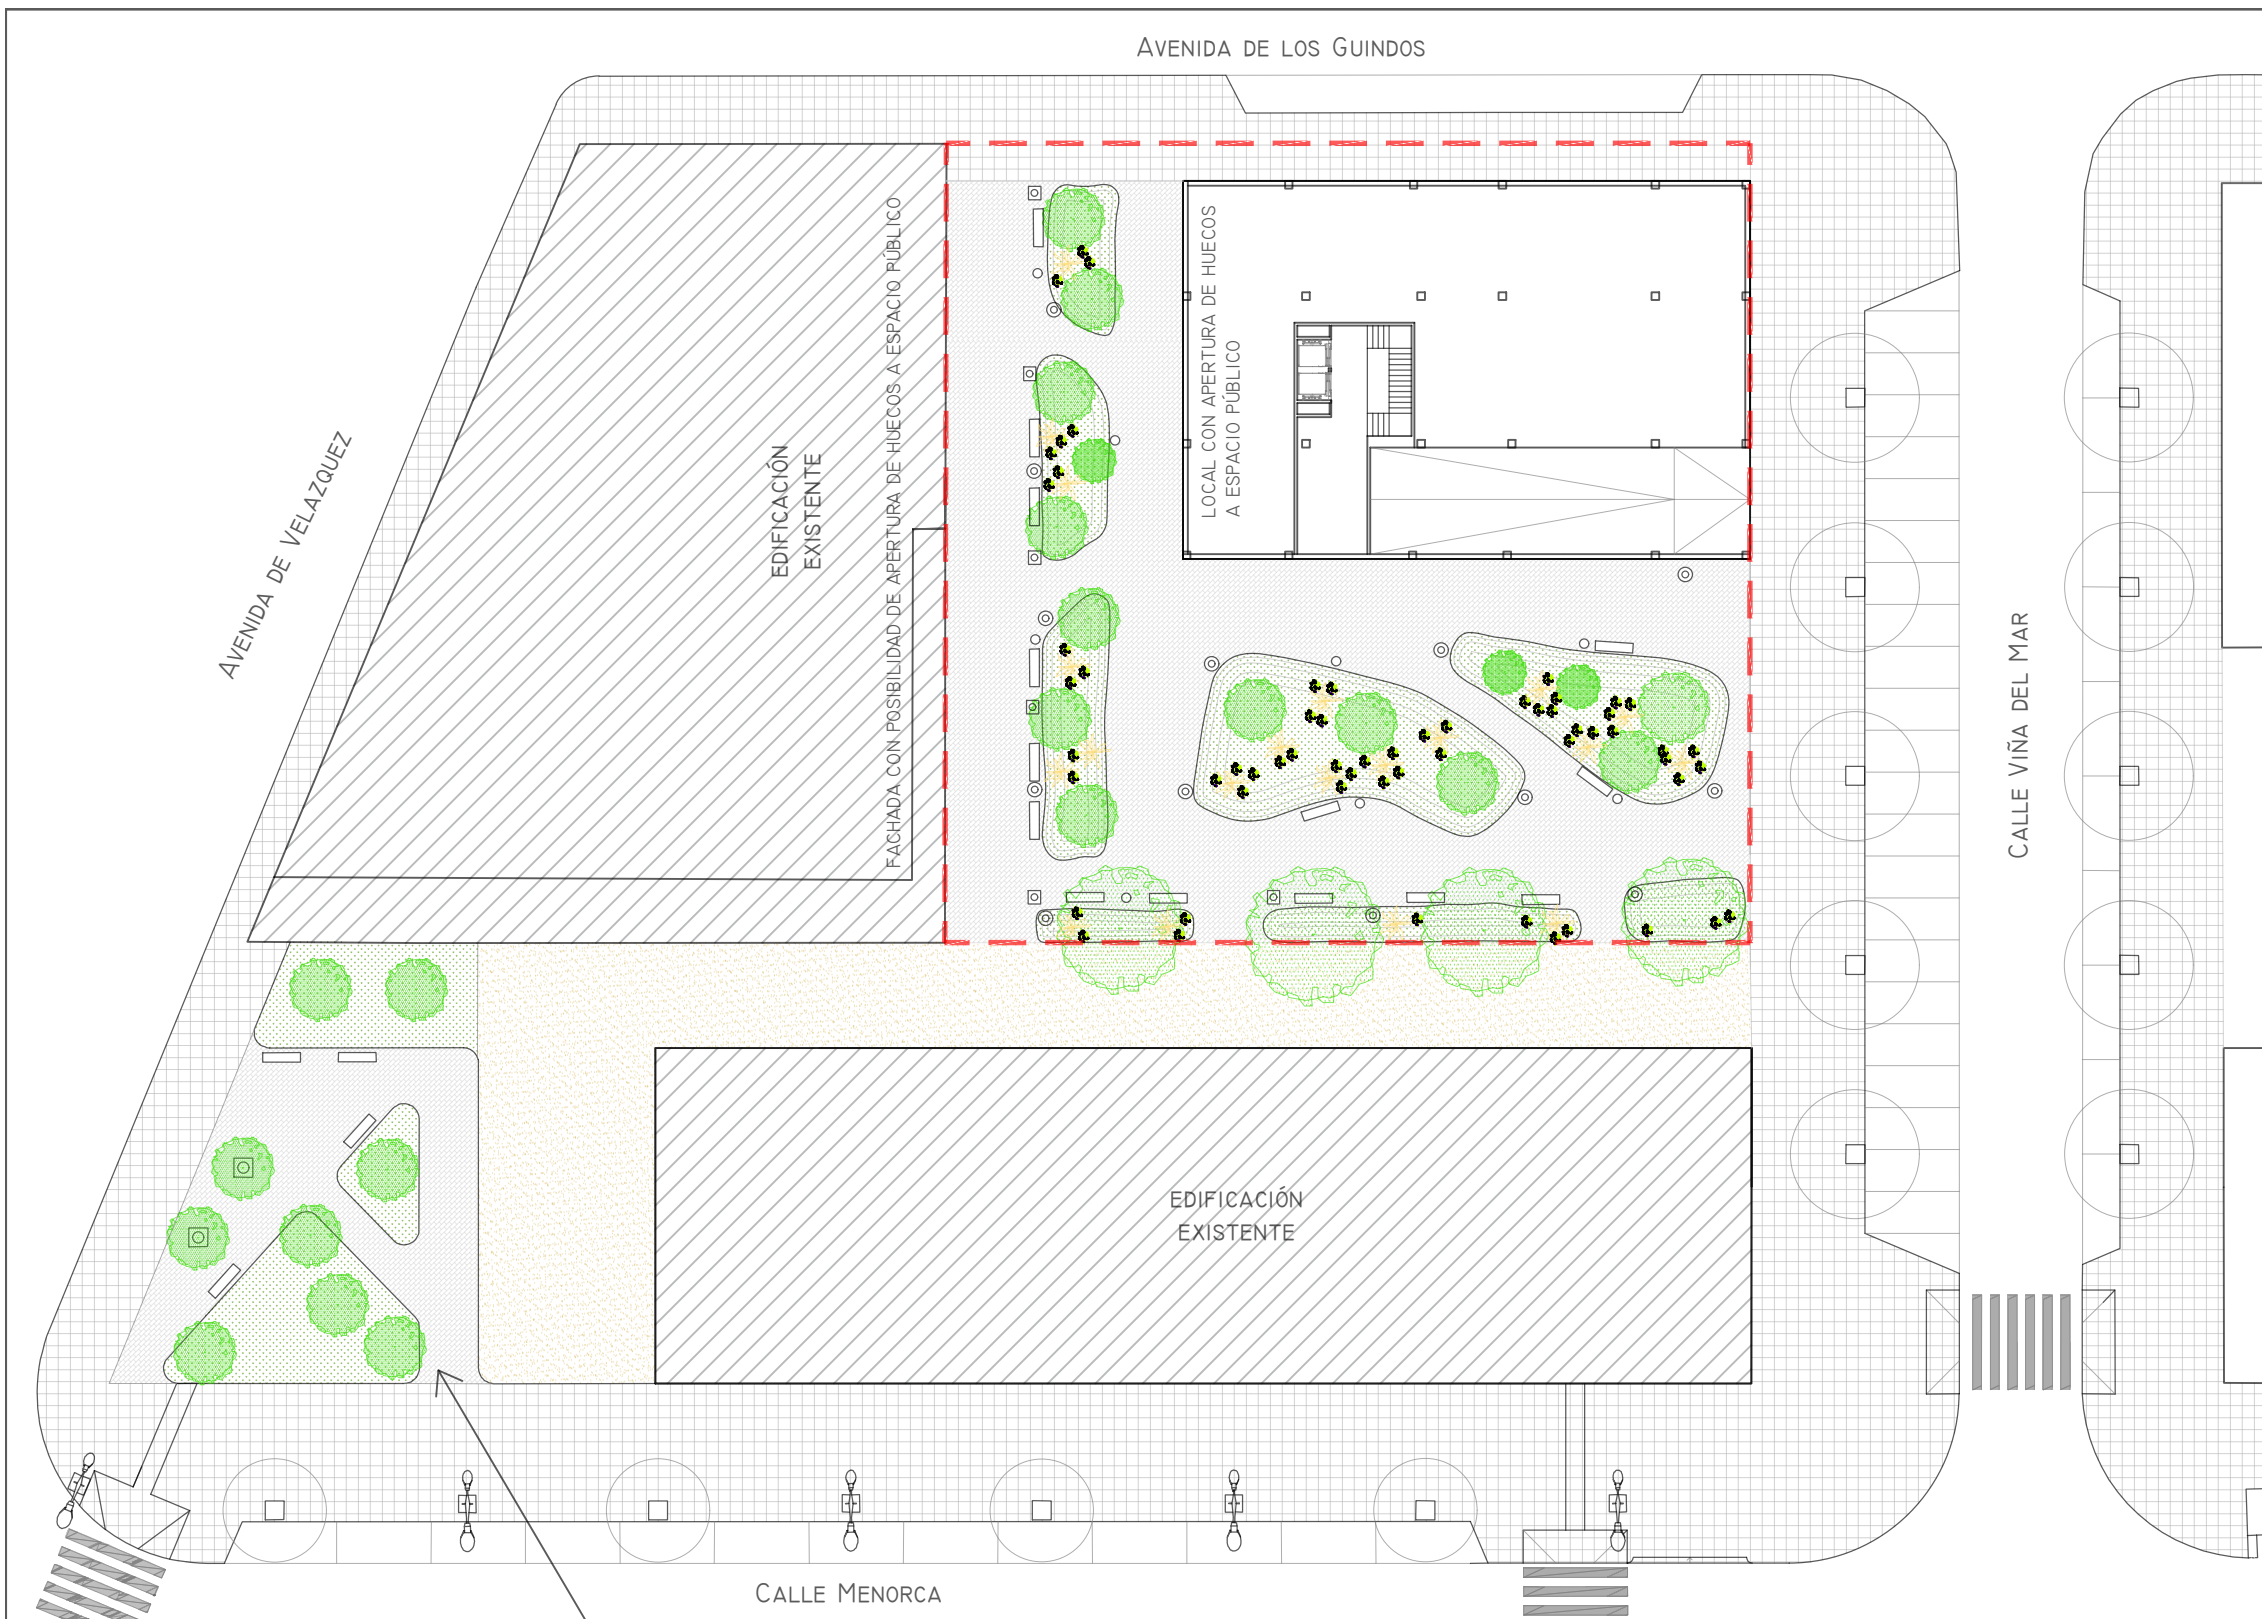 AVENIDA DE LOS GUINDOS
AVENIDA DE VELAZQUEZ
EDIFICACIÓN
EXISTENTE
FACHADA CON POSIBILIDAD DE APERTURA DE HUECOS A ESPACIO PÚBLICO
LOCAL CON APERTURA DE HUECOS
A ESPACIO PÚBLICO
CALLE VIÑA DEL MAR
EDIFICACIÓN
EXISTENTE
CALLE MENORCA